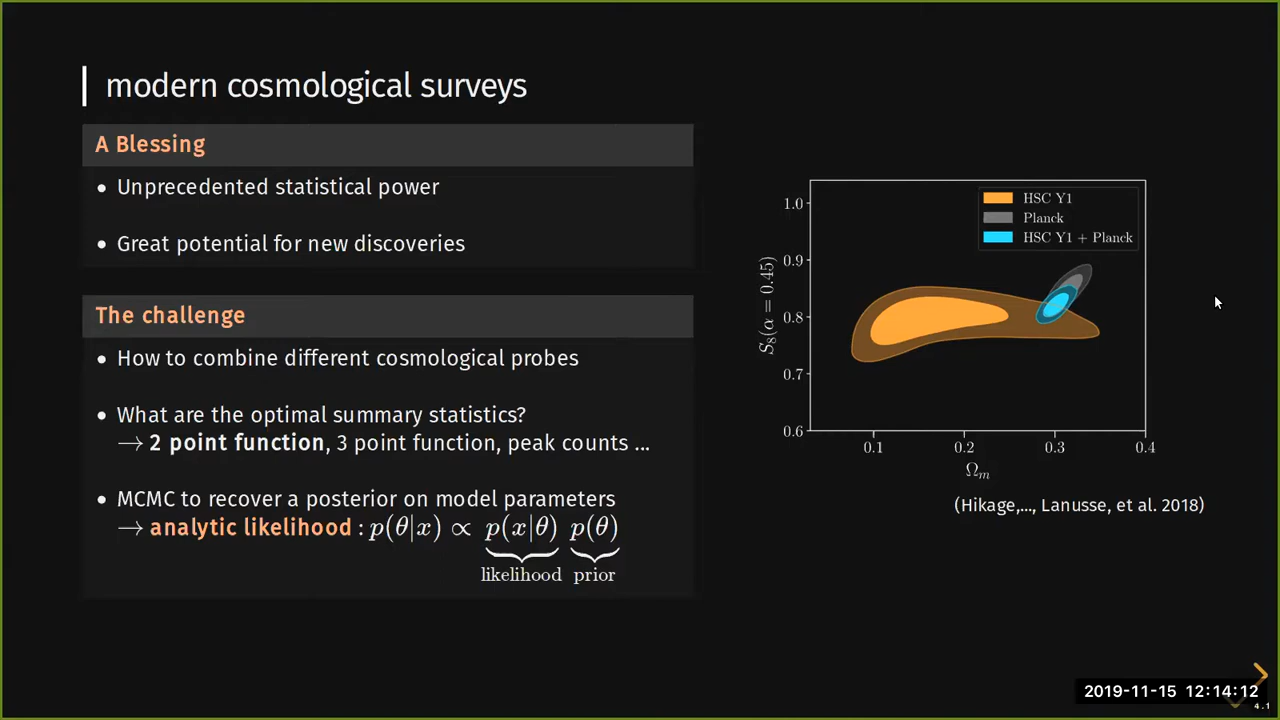 modern cosmological surveys
A Blessing
• Unprecedented statistical power
• Great potential for new discoveries
The challenge
• How to combine different cosmological probes
• What are the optimal summary statistics?
→ 2 point function, 3 point function, peak counts ...
• MCMC to recover a posterior on model parameters
→ analytic likelihood : p(θ|x) ∝ p(x|θ) p(θ)
likelihood prior
HSC Y1
Planck
HSC Y1 + Planck
S₈(α = 0.45)
1.0
0.9
0.8
0.7
0.6
0.1 0.2 0.3 0.4
Ωₘ
(Hikage,..., Lanusse, et al. 2018)
2019-11-15 12:14:12
4.1